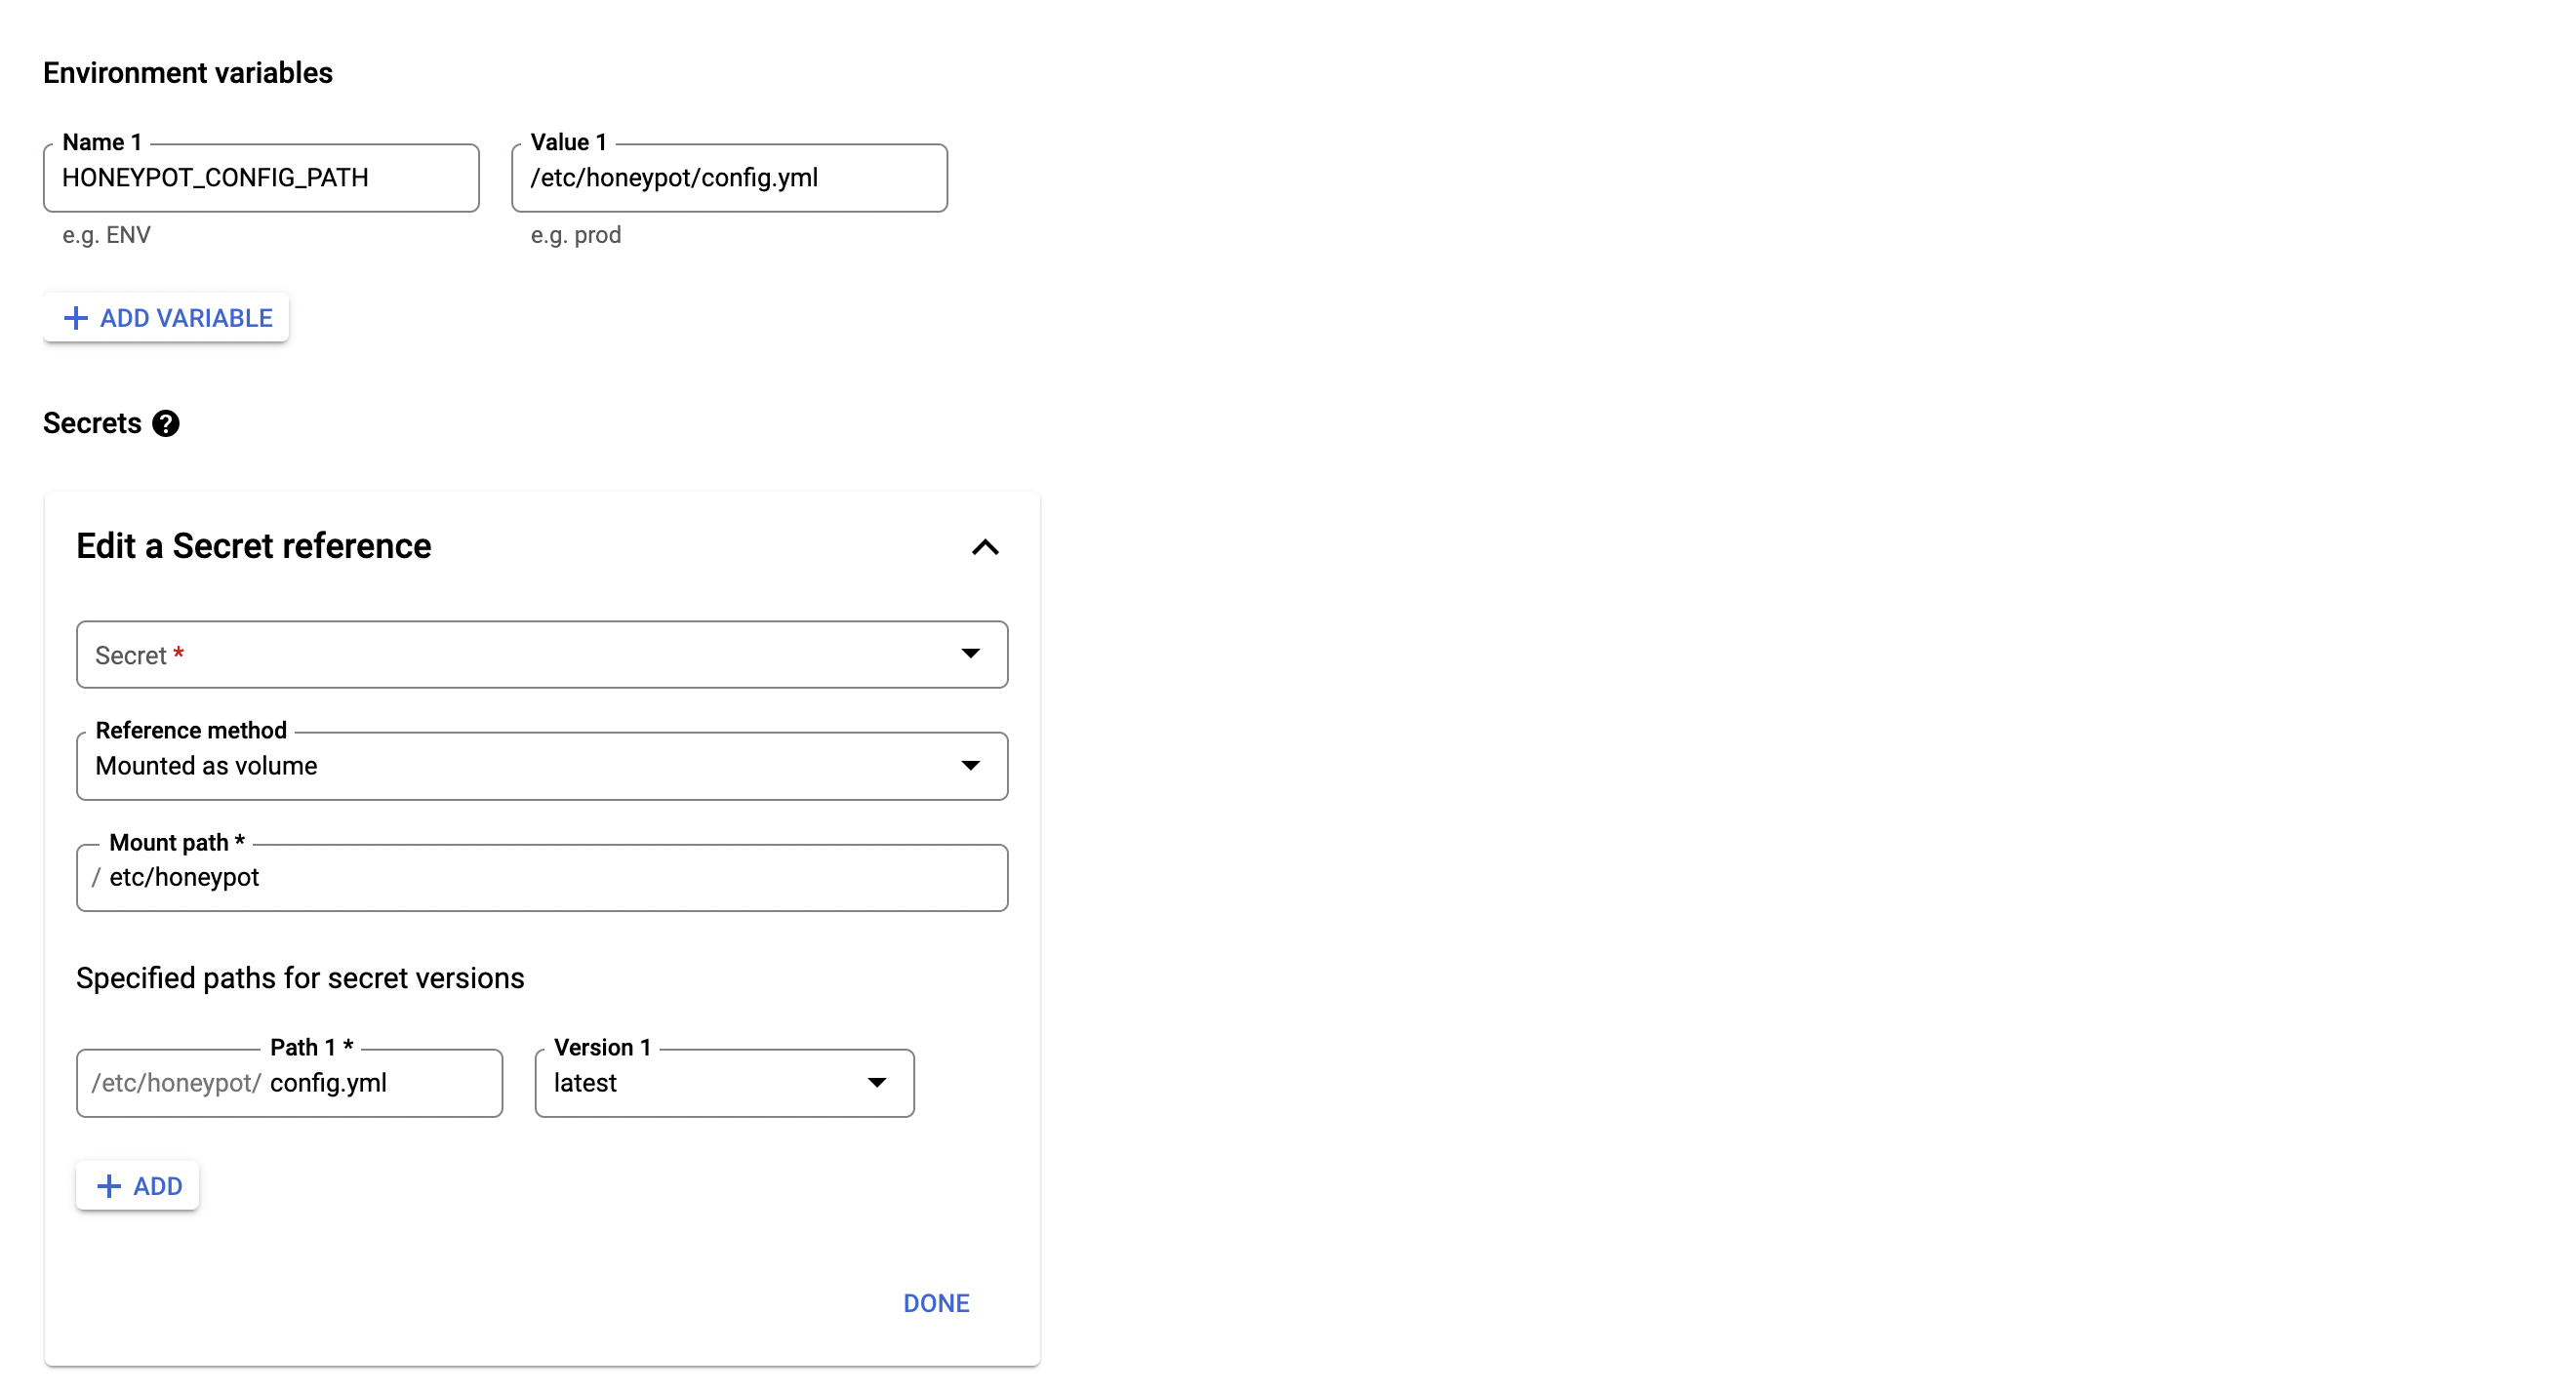 Environment variables
Name 1
HONEYPOT_CONFIG_PATH
e.g. ENV
Value 1
/etc/honeypot/config.yml
e.g. prod
ADD VARIABLE
Secrets ?
Edit a Secret reference
Secret *
Reference method
Mounted as volume
Mount path *
/ etc/honeypot
Specified paths for secret versions
Path 1 *
/etc/honeypot/ config.yml
Version 1
latest
ADD
DONE